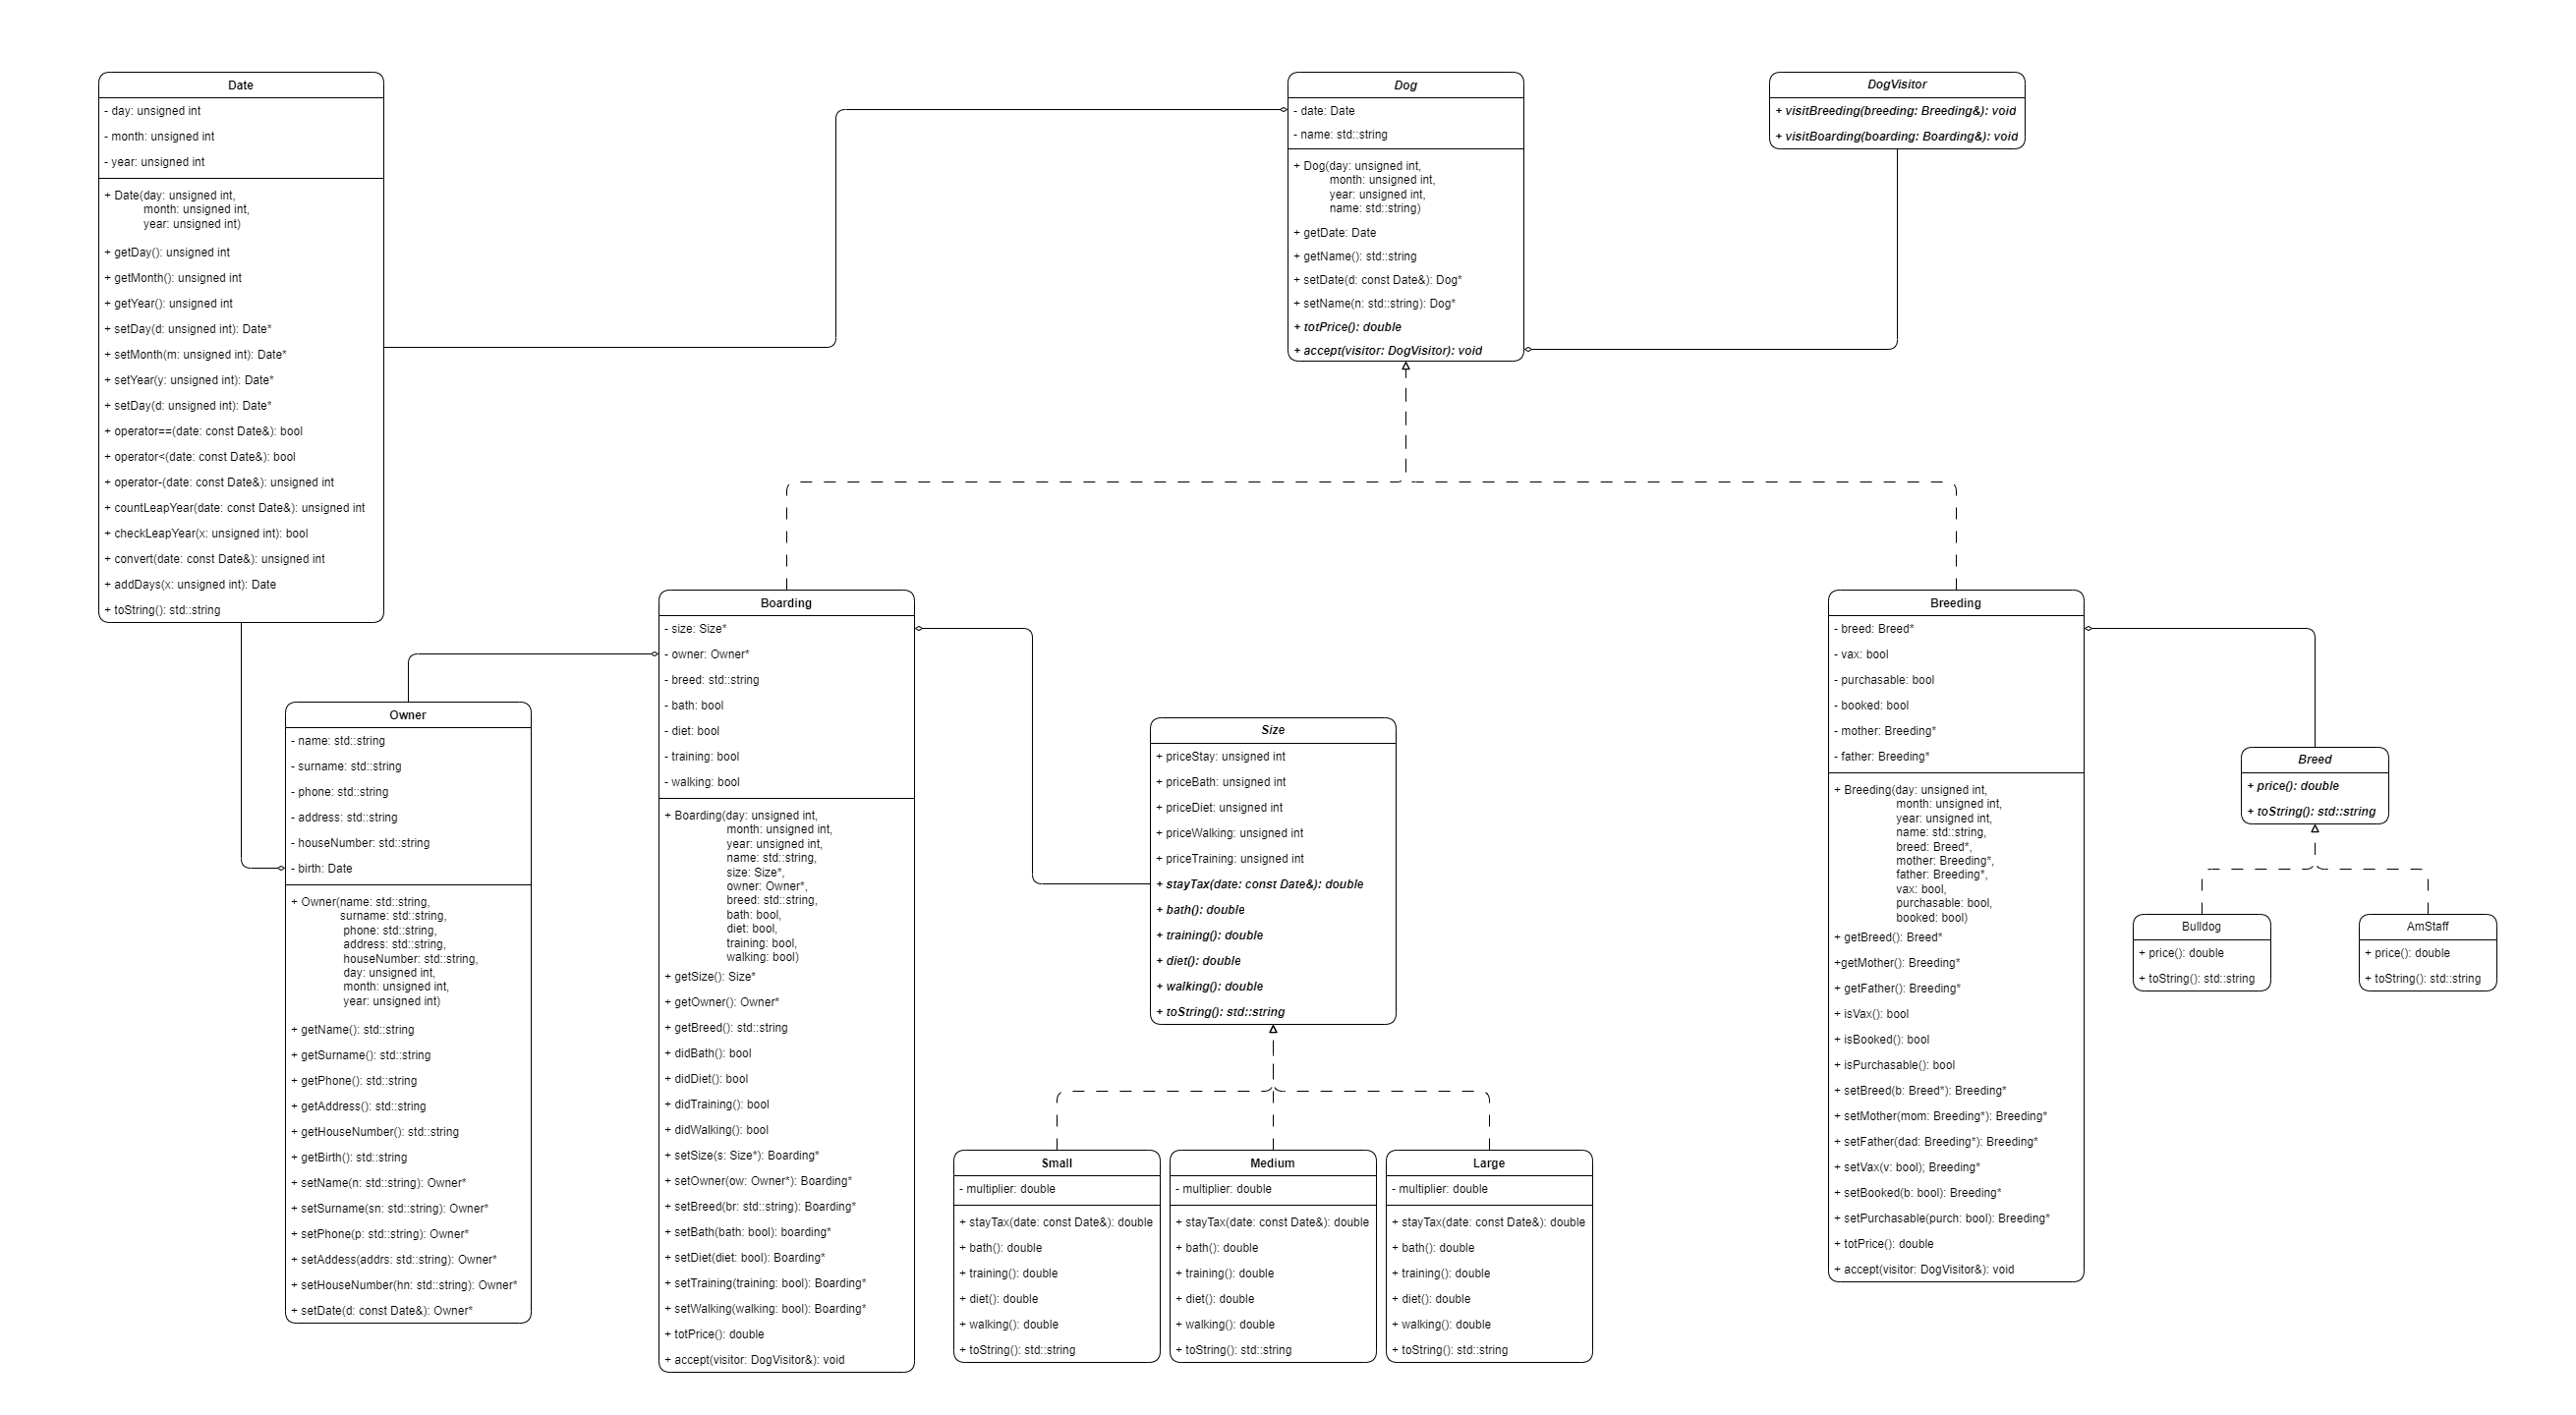 Date
- day: unsigned int
- month: unsigned int
- year: unsigned int
+ Date(day: unsigned int,
month: unsigned int,
year: unsigned int)
+ getDay(): unsigned int
+ getMonth(): unsigned int
+ getYear(): unsigned int
+ setDay(d: unsigned int): Date*
+ setMonth(m: unsigned int): Date*
+ setYear(y: unsigned int): Date*
+ setDay(d: unsigned int): Date*
+ operator==(date: const Date&): bool
+ operator<(date: const Date&): bool
+ operator-(date: const Date&): unsigned int
+ countLeapYear(date: const Date&): unsigned int
+ checkLeapYear(x: unsigned int): bool
+ convert(date: const Date&): unsigned int
+ addDays(x: unsigned int): Date
+ toString(): std::string
Dog
- date: Date
- name: std::string
+ Dog(day: unsigned int,
month: unsigned int,
year: unsigned int,
name: std::string)
+ getDate: Date
+ getName(): std::string
+ setDate(d: const Date&): Dog*
+ setName(n: std::string): Dog*
+ totPrice(): double
+ accept(visitor: DogVisitor): void
DogVisitor
+ visitBreeding(breeding: Breeding&): void
+ visitBoarding(boarding: Boarding&): void
Owner
- name: std::string
- surname: std::string
- phone: std::string
- address: std::string
- houseNumber: std::string
- birth: Date
+ Owner(name: std::string,
surname: std::string,
phone: std::string,
address: std::string,
houseNumber: std::string,
day: unsigned int,
month: unsigned int,
year: unsigned int)
+ getName(): std::string
+ getSurname(): std::string
+ getPhone(): std::string
+ getAddress(): std::string
+ getHouseNumber(): std::string
+ getBirth(): std::string
+ setName(n: std::string): Owner*
+ setSurname(sn: std::string): Owner*
+ setPhone(p: std::string): Owner*
+ setAddess(addrs: std::string): Owner*
+ setHouseNumber(hn: std::string): Owner*
+ setDate(d: const Date&): Owner*
Boarding
- size: Size*
- owner: Owner*
- breed: std::string
- bath: bool
- diet: bool
- training: bool
- walking: bool
+ Boarding(day: unsigned int,
month: unsigned int,
year: unsigned int,
name: std::string,
size: Size*,
owner: Owner*,
breed: std::string,
bath: bool,
diet: bool,
training: bool,
walking: bool)
+ getSize(): Size*
+ getOwner(): Owner*
+ getBreed(): std::string
+ didBath(): bool
+ didDiet(): bool
+ didTraining(): bool
+ didWalking(): bool
+ setSize(s: Size*): Boarding*
+ setOwner(ow: Owner*): Boarding*
+ setBreed(br: std::string): Boarding*
+ setBath(bath: bool): boarding*
+ setDiet(diet: bool): Boarding*
+ setTraining(training: bool): Boarding*
+ setWalking(walking: bool): Boarding*
+ totPrice(): double
+ accept(visitor: DogVisitor&): void
Size
+ priceStay: unsigned int
+ priceBath: unsigned int
+ priceDiet: unsigned int
+ priceWalking: unsigned int
+ priceTraining: unsigned int
+ stayTax(date: const Date&): double
+ bath(): double
+ training(): double
+ diet(): double
+ walking(): double
+ toString(): std::string
Small
- multiplier: double
+ stayTax(date: const Date&): double
+ bath(): double
+ training(): double
+ diet(): double
+ walking(): double
+ toString(): std::string
Medium
- multiplier: double
+ stayTax(date: const Date&): double
+ bath(): double
+ training(): double
+ diet(): double
+ walking(): double
+ toString(): std::string
Large
- multiplier: double
+ stayTax(date: const Date&): double
+ bath(): double
+ training(): double
+ diet(): double
+ walking(): double
+ toString(): std::string
Breeding
- breed: Breed*
- vax: bool
- purchasable: bool
- booked: bool
- mother: Breeding*
- father: Breeding*
+ Breeding(day: unsigned int,
month: unsigned int,
year: unsigned int,
name: std::string,
breed: Breed*,
mother: Breeding*,
father: Breeding*,
vax: bool,
purchasable: bool,
booked: bool)
+ getBreed(): Breed*
+getMother(): Breeding*
+ getFather(): Breeding*
+ isVax(): bool
+ isBooked(): bool
+ isPurchasable(): bool
+ setBreed(b: Breed*): Breeding*
+ setMother(mom: Breeding*): Breeding*
+ setFather(dad: Breeding*): Breeding*
+ setVax(v: bool); Breeding*
+ setBooked(b: bool): Breeding*
+ setPurchasable(purch: bool): Breeding*
+ totPrice(): double
+ accept(visitor: DogVisitor&): void
Breed
+ price(): double
+ toString(): std::string
Bulldog
+ price(): double
+ toString(): std::string
AmStaff
+ price(): double
+ toString(): std::string